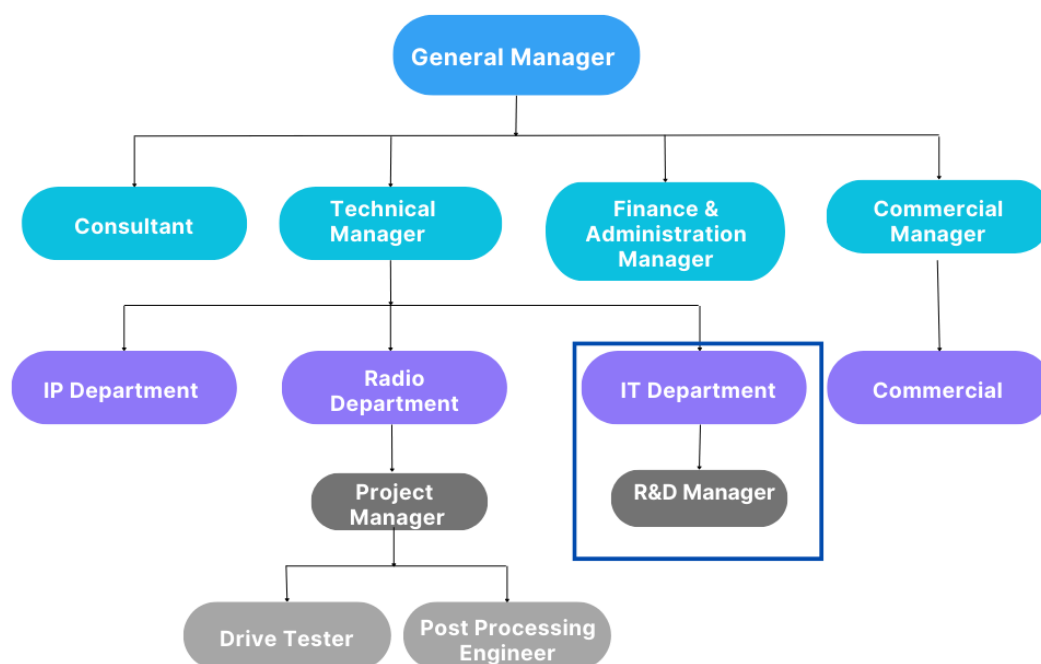 General Manager
Consultant
Technical
Manager
Finance &
Administration
Manager
Commercial
Manager
IP Department
Radio
Department
IT Department
Commercial
Project
Manager
R&D Manager
Drive Tester
Post Processing
Engineer